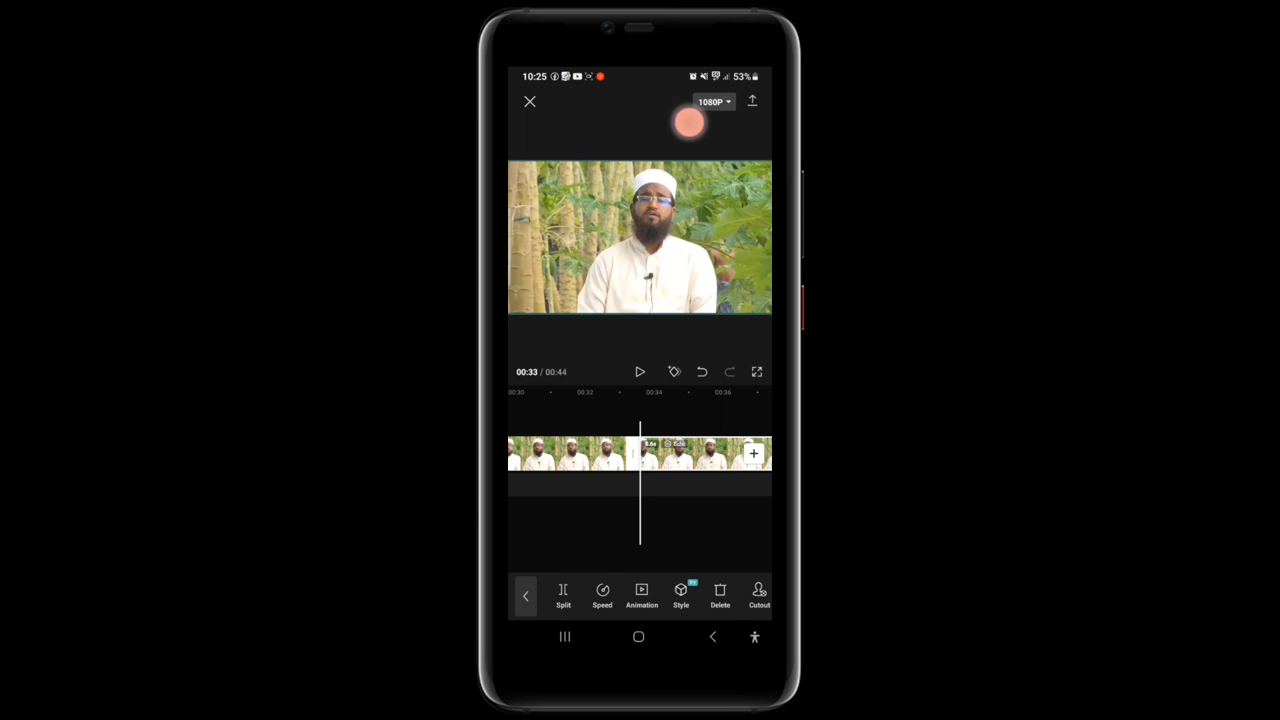 10:25
53%
1080P
00:33 / 00:44
00:30
00:32
00:34
00:36
Split
Speed
Animation
Style
Delete
Cutout